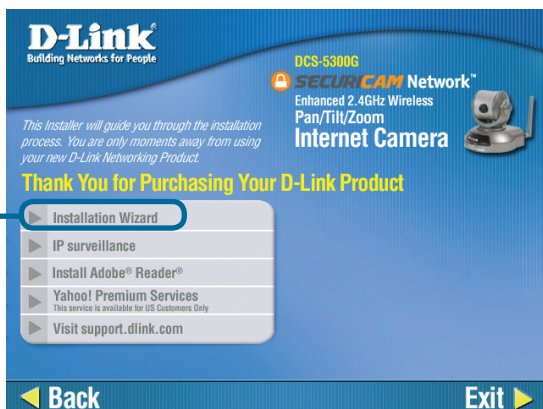 D-Link
Building Networks for People
DCS-5300G
SECURICAM Network™
Enhanced 2.4GHz Wireless
Pan/Tilt/Zoom
Internet Camera
This Installer will guide you through the installation
process. You are only moments away from using
your new D-Link Networking Product.
Thank You for Purchasing Your D-Link Product
Installation Wizard
IP surveillance
Install Adobe® Reader®
Yahoo! Premium Services
This service is available for US Customers Only
Visit support.dlink.com
Back
Exit